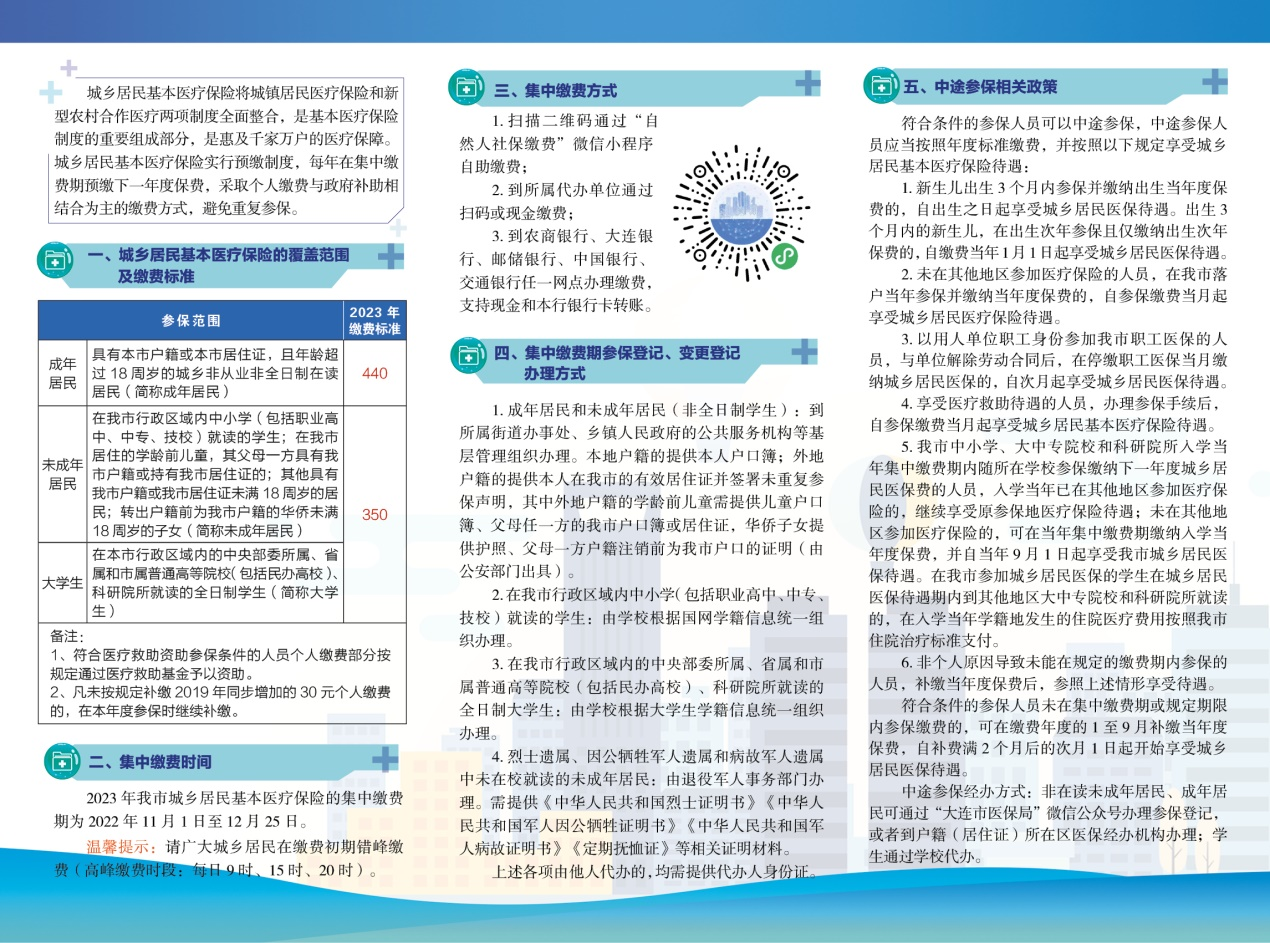 城乡居民基本医疗保险将城镇居民医疗保险和新
型农村合作医疗两项制度全面整合，是基本医疗保险
制度的重要组成部分，是惠及千家万户的医疗保障。
城乡居民基本医疗保险实行预缴制度，每年在集中缴
费期预缴下一年度保费，采取个人缴费与政府补助相
结合为主的缴费方式，避免重复参保。
一、城乡居民基本医疗保险的覆盖范围
及缴费标准
参保范围
2023 年
缴费标准
成年
居民
具有本市户籍或本市居住证，且年龄超
过 18 周岁的城乡非从业非全日制在读
居民（简称成年居民）
440
未成年
居民
在我市行政区域内中小学（包括职业高
中、中专、技校）就读的学生；在我市
居住的学龄前儿童，其父母一方具有我
市户籍或持有我市居住证的；其他具有
我市户籍或我市居住证未满 18 周岁的居
民；转出户籍前为我市户籍的华侨未满
18 周岁的子女（简称未成年居民）
350
大学生
在本市行政区域内的中央部委所属、省
属和市属普通高等院校（包括民办高校）、
科研院所就读的全日制学生（简称大学
生）
备注：
1、符合医疗救助资助参保条件的人员个人缴费部分按
规定通过医疗救助基金予以资助。
2、凡未按规定补缴 2019 年同步增加的 30 元个人缴费
的，在本年度参保时继续补缴。
二、集中缴费时间
2023 年我市城乡居民基本医疗保险的集中缴费
期为 2022 年 11 月 1 日至 12 月 25 日。
温馨提示：请广大城乡居民在缴费初期错峰缴
费（高峰缴费时段：每日 9 时、15 时、20 时）。
三、集中缴费方式
1. 扫描二维码通过“自
然人社保缴费”微信小程序
自助缴费；
2. 到所属代办单位通过
扫码或现金缴费；
3. 到农商银行、大连银
行、邮储银行、中国银行、
交通银行任一网点办理缴费，
支持现金和本行银行卡转账。
四、集中缴费期参保登记、变更登记
办理方式
1. 成年居民和未成年居民（非全日制学生）：到
所属街道办事处、乡镇人民政府的公共服务机构等基
层管理组织办理。本地户籍的提供本人户口簿；外地
户籍的提供本人在我市的有效居住证并签署未重复参
保声明，其中外地户籍的学龄前儿童需提供儿童户口
簿、父母任一方的我市户口簿或居住证，华侨子女提
供护照、父母一方户籍注销前为我市户口的证明（由
公安部门出具）。
2. 在我市行政区域内中小学（包括职业高中、中专、
技校）就读的学生：由学校根据国网学籍信息统一组
织办理。
3. 在我市行政区域内的中央部委所属、省属和市
属普通高等院校（包括民办高校）、科研院所就读的
全日制大学生：由学校根据大学生学籍信息统一组织
办理。
4. 烈士遗属、因公牺牲军人遗属和病故军人遗属
中未在校就读的未成年居民：由退役军人事务部门办
理。需提供《中华人民共和国烈士证明书》《中华人
民共和国军人因公牺牲证明书》《中华人民共和国军
人病故证明书》《定期抚恤证》等相关证明材料。
上述各项由他人代办的，均需提供代办人身份证。
五、中途参保相关政策
符合条件的参保人员可以中途参保，中途参保人
员应当按照年度标准缴费，并按照以下规定享受城乡
居民基本医疗保险待遇：
1. 新生儿出生 3 个月内参保并缴纳出生当年度保
费的，自出生之日起享受城乡居民医保待遇。出生 3
个月内的新生儿，在出生次年参保且仅缴纳出生次年
保费的，自缴费当年 1 月 1 日起享受城乡居民医保待遇。
2. 未在其他地区参加医疗保险的人员，在我市落
户当年参保并缴纳当年度保费的，自参保缴费当月起
享受城乡居民医疗保险待遇。
3. 以用人单位职工身份参加我市职工医保的人
员，与单位解除劳动合同后，在停缴职工医保当月缴
纳城乡居民医保的，自次月起享受城乡居民医保待遇。
4. 享受医疗救助待遇的人员，办理参保手续后，
自参保缴费当月起享受城乡居民基本医疗保险待遇。
5. 我市中小学、大中专院校和科研院所入学当
年集中缴费期内随所在学校参保缴纳下一年度城乡居
民医保费的人员，入学当年已在其他地区参加医疗保
险的，继续享受原参保地医疗保险待遇；未在其他地
区参加医疗保险的，可在当年集中缴费期缴纳入学当
年度保费，并自当年 9 月 1 日起享受我市城乡居民医
保待遇。在我市参加城乡居民医保的学生在城乡居民
医保待遇期内到其他地区大中专院校和科研院所就读
的，在入学当年学籍地发生的住院医疗费用按照我市
住院治疗标准支付。
6. 非个人原因导致未能在规定的缴费期内参保的
人员，补缴当年度保费后，参照上述情形享受待遇。
符合条件的参保人员未在集中缴费期或规定期限
内参保缴费的，可在缴费年度的 1 至 9 月补缴当年度
保费，自补费满 2 个月后的次月 1 日起开始享受城乡
居民医保待遇。
中途参保经办方式：非在读未成年居民、成年居
民可通过“大连市医保局”微信公众号办理参保登记，
或者到户籍（居住证）所在区医保经办机构办理；学
生通过学校代办。